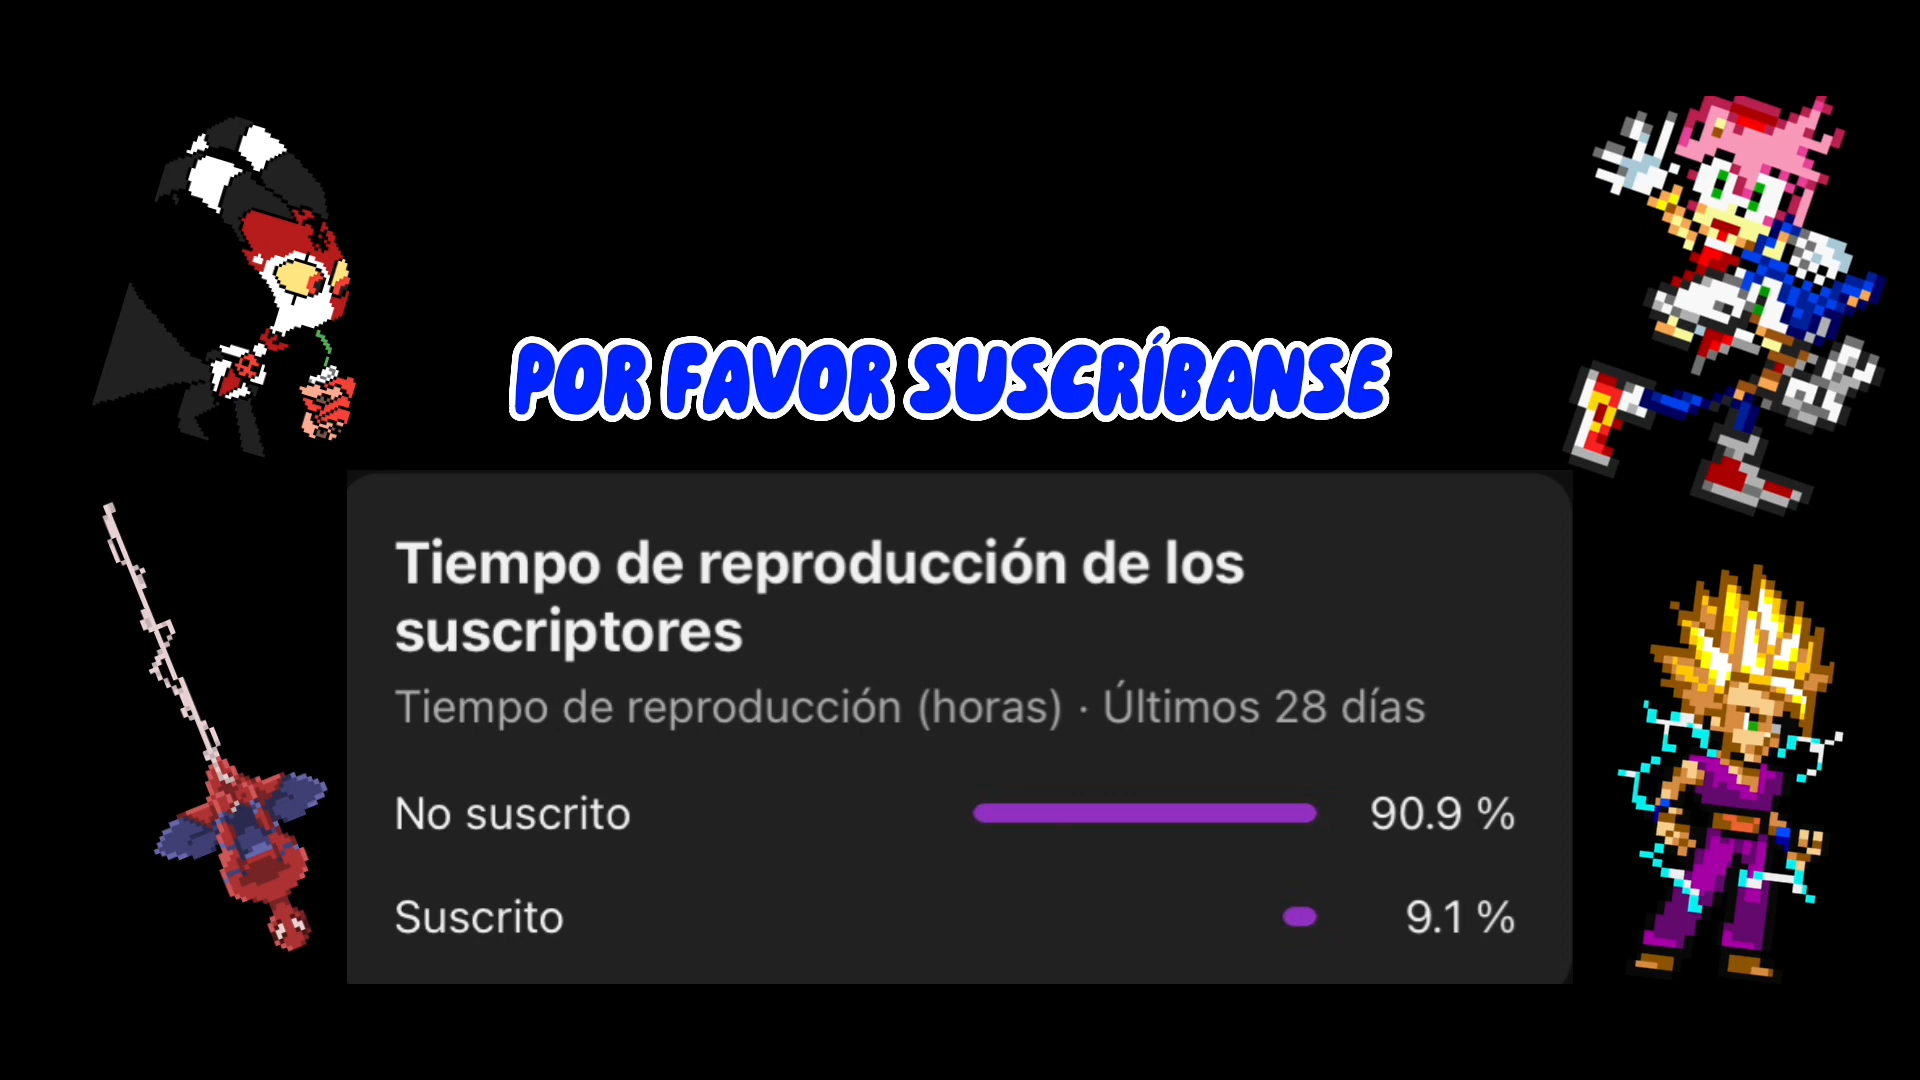 POR FAVOR SUSCRÍBANSE
Tiempo de reproducción de los
suscriptores
Tiempo de reproducción (horas) · Últimos 28 días
No suscrito 90.9 %
Suscrito 9.1 %